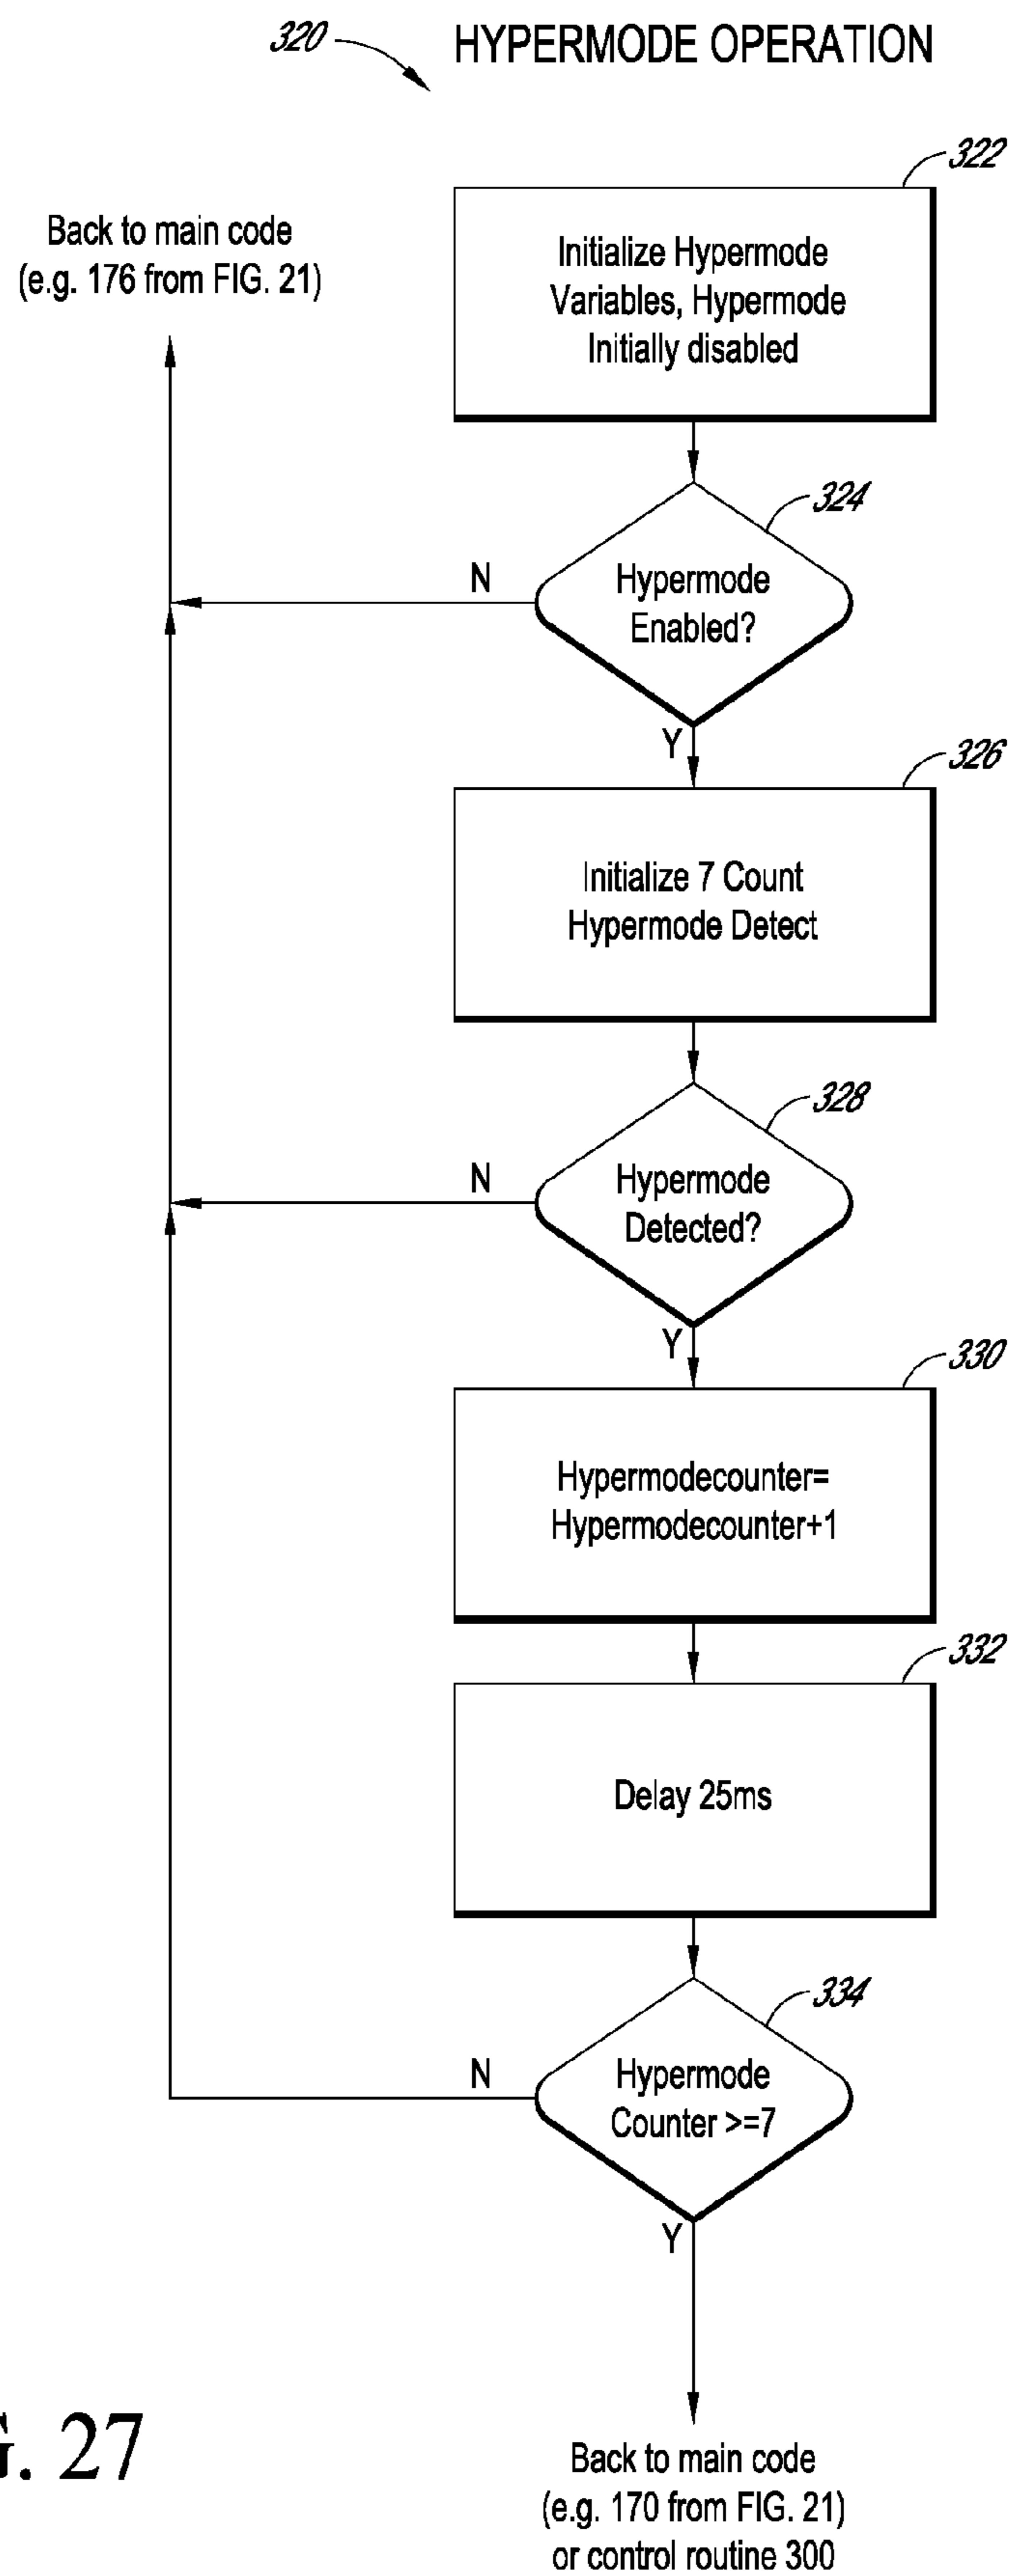 320
HYPERMODE OPERATION
322
Back to main code
(e.g. 176 from FIG. 21)
Initialize Hypermode
Variables, Hypermode
Initially disabled
324
N
Hypermode
Enabled?
Y
326
Initialize 7 Count
Hypermode Detect
328
N
Hypermode
Detected?
Y
330
Hypermodecounter=
Hypermodecounter+1
332
Delay 25ms
334
N
Hypermode
Counter >=7
Y
G. 27
Back to main code
(e.g. 170 from FIG. 21)
or control routine 300